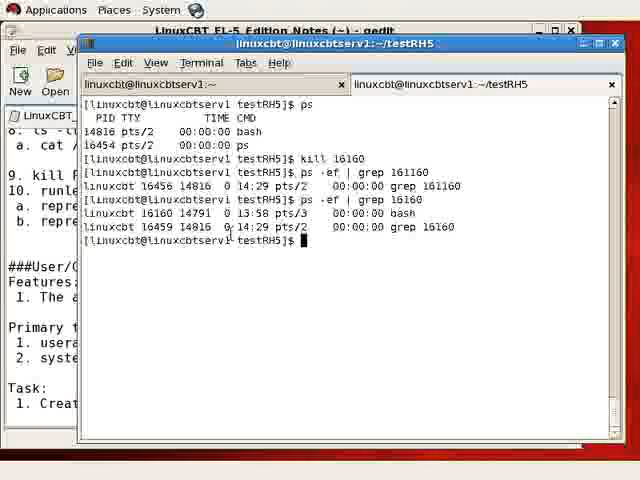 Applications Places System
LinuxCBT EL-5 Edition Notes (~) - gedit
linuxcbt@linuxcbtserv1:~/testRH5
File Edit
File Edit View Terminal Tabs Help
New Open
linuxcbt@linuxcbtserv1:~
linuxcbt@linuxcbtserv1:~/testRH5
LinuxCBT_
8. ls -l
a. cat /
9. kill
10. runle
a. repre
b. repre
###User/
Features:
1. The a
Primary t
1. usera
2. syste
Task:
1. Creat
[linuxcbt@linuxcbtserv1 testRH5]$ ps
PID TTY TIME CMD
14816 pts/2 00:00:00 bash
16454 pts/2 00:00:00 ps
[linuxcbt@linuxcbtserv1 testRH5]$ kill 16160
[linuxcbt@linuxcbtserv1 testRH5]$ ps -ef | grep 161160
linuxcbt 16456 14816 0 14:29 pts/2 00:00:00 grep 161160
[linuxcbt@linuxcbtserv1 testRH5]$ ps -ef | grep 16160
linuxcbt 16160 14791 0 13:58 pts/3 00:00:00 bash
linuxcbt 16459 14816 0 14:29 pts/2 00:00:00 grep 16160
[linuxcbt@linuxcbtserv1 testRH5]$